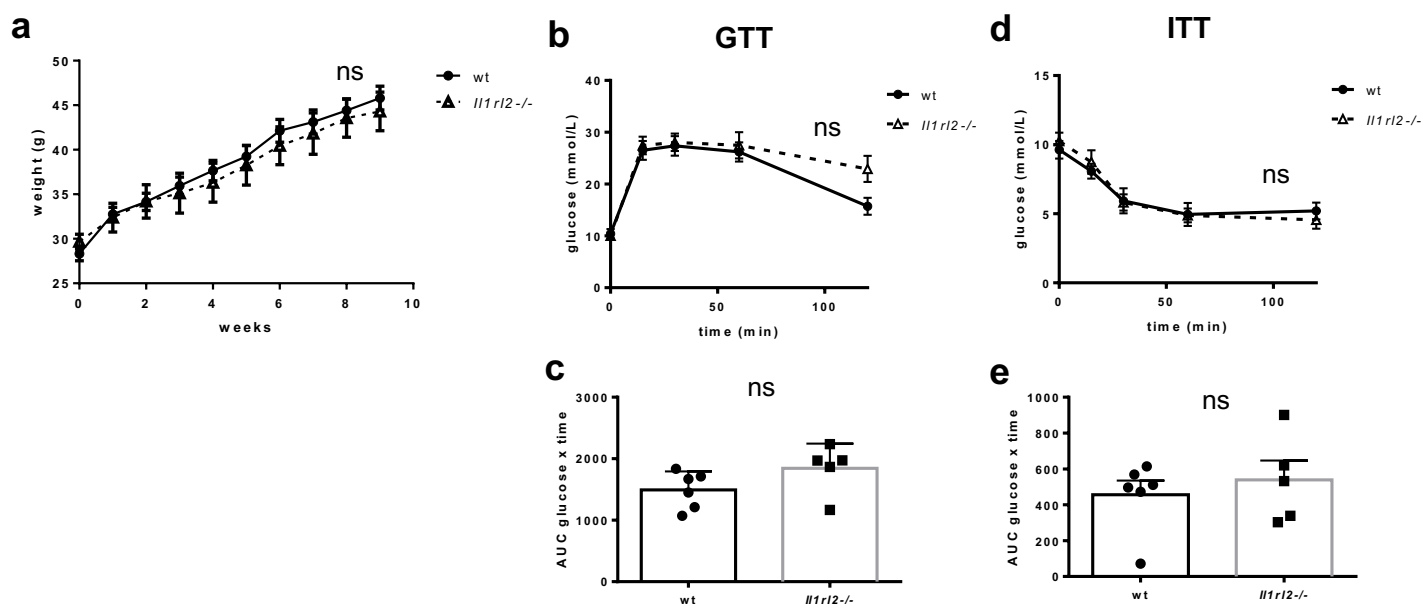 a
ns
wt
Il1rl2-/-
50
45
40
35
30
25
weight (g)
0 2 4 6 8 10
weeks
b GTT
40
30
20
10
0
glucose (mmol/L)
ns
wt
Il1rl2-/-
0 50 100
time (min)
d ITT
15
10
5
0
glucose (mmol/L)
ns
wt
Il1rl2-/-
0 50 100
time (min)
c
ns
3000
2000
1000
0
AUC glucose x time
wt Il1rl2-/-
e
ns
1000
800
600
400
200
0
AUC glucose x time
wt Il1rl2-/-